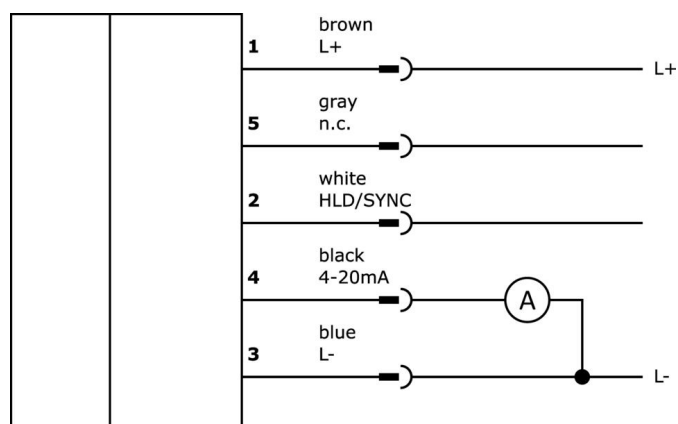 brown
1 L+
L+
gray
5 n.c.
white
2 HLD/SYNC
black
4 4-20mA
A
blue
3 L-
L-